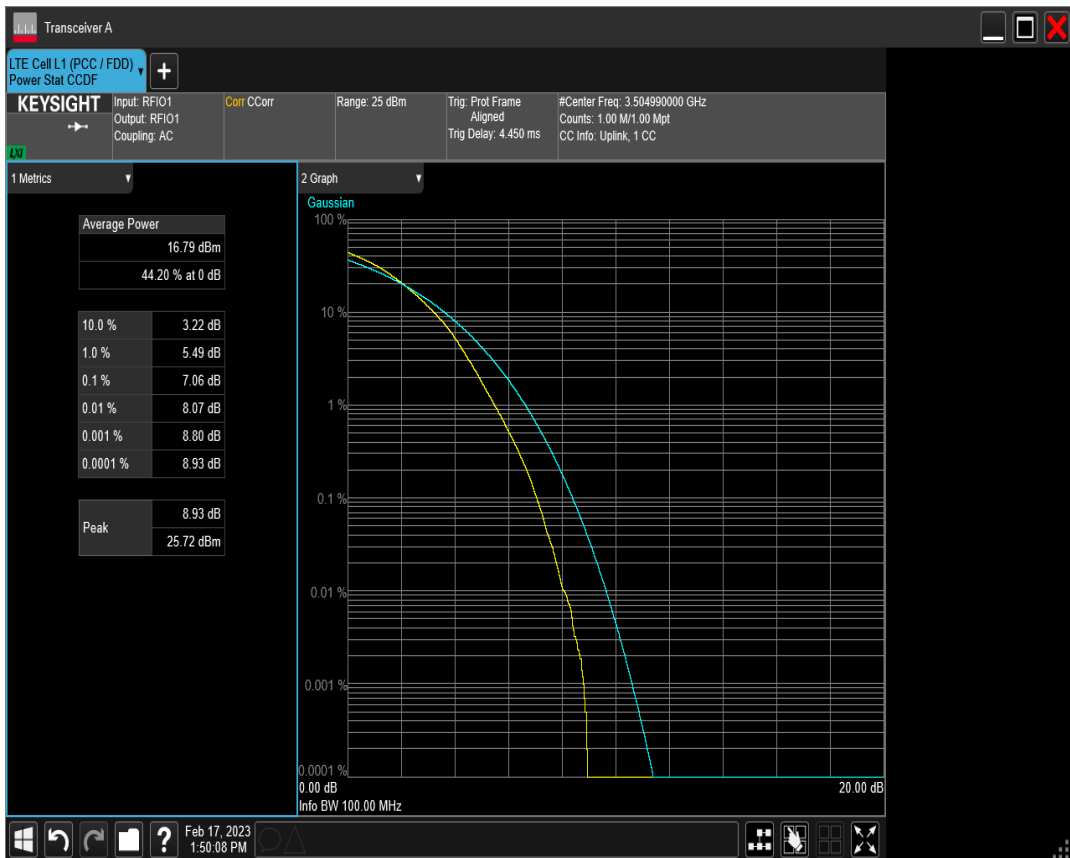 Transceiver A
LTE Cell L1 (PCC / FDD)
Power Stat CCDF
KEYSIGHT
LXI
Input: RFIO1
Output: RFIO1
Coupling: AC
Corr CCorr
Range: 25 dBm
Trig: Prot Frame
Aligned
Trig Delay: 4.450 ms
#Center Freq: 3.504990000 GHz
Counts: 1.00 M/1.00 Mpt
CC Info: Uplink, 1 CC
1 Metrics
Average Power
16.79 dBm
44.20 % at 0 dB
10.0 % 3.22 dB
1.0 % 5.49 dB
0.1 % 7.06 dB
0.01 % 8.07 dB
0.001 % 8.80 dB
0.0001 % 8.93 dB
Peak
8.93 dB
25.72 dBm
2 Graph
Gaussian
100 %
10 %
1 %
0.1 %
0.01 %
0.001 %
0.0001 %
0.00 dB 20.00 dB
Info BW 100.00 MHz
?
Feb 17, 2023
1:50:08 PM